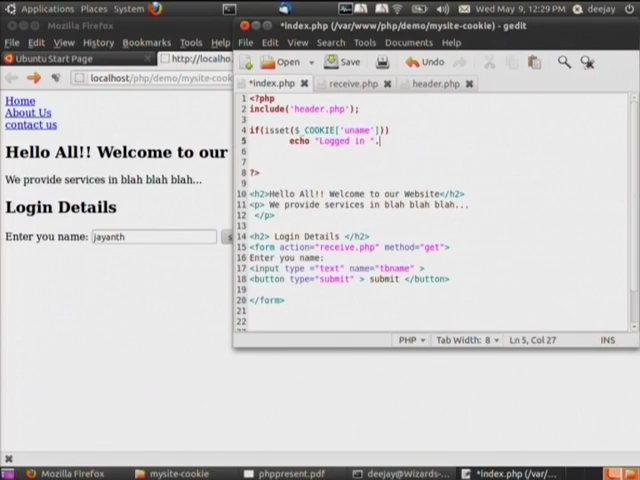 Applications Places System
Wed May 9, 12:29 PM
deejay
Mozilla Firefox
File Edit View History Bookmarks Tools Help
Ubuntu Start Page
http://localho
localhost/php/demo/mysite-cook
Home
About Us
contact us
Hello All!! Welcome to our
We provide services in blah blah blah...
Login Details
Enter you name: jayanth
s
*index.php (/var/www/php/demo/mysite-cookie) - gedit
File Edit View Search Tools Documents Help
Open Save Undo
*index.php receive.php header.php
1 <?php
2 include('header.php');
3
4 if(isset($_COOKIE['uname']))
5 echo "Logged in ".
6
7
8 ?>
9
10 <h2>Hello All!! Welcome to our Website</h2>
11 <p> We provide services in blah blah blah...
12 </p>
13
14 <h2> Login Details </h2>
15 <form action="receive.php" method="get">
16 Enter you name:
17 <input type ="text" name="tbname" >
18 <button type="submit" > submit </button>
19
20 </form>
21
22
PHP Tab Width: 8 Ln 5, Col 27 INS
Mozilla Firefox
mysite-cookie
phppresent.pdf
deejay@Wizards-...
*index.php (/var/...